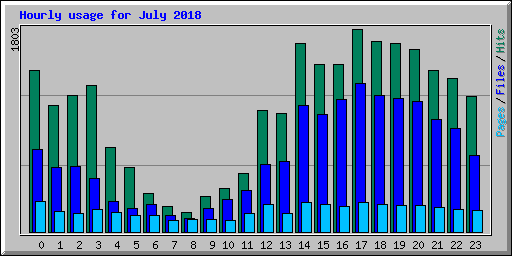 Hourly usage for July 2018
1803
Pages/Files/Hits
0 1 2 3 4 5 6 7 8 9 10 11 12 13 14 15 16 17 18 19 20 21 22 23